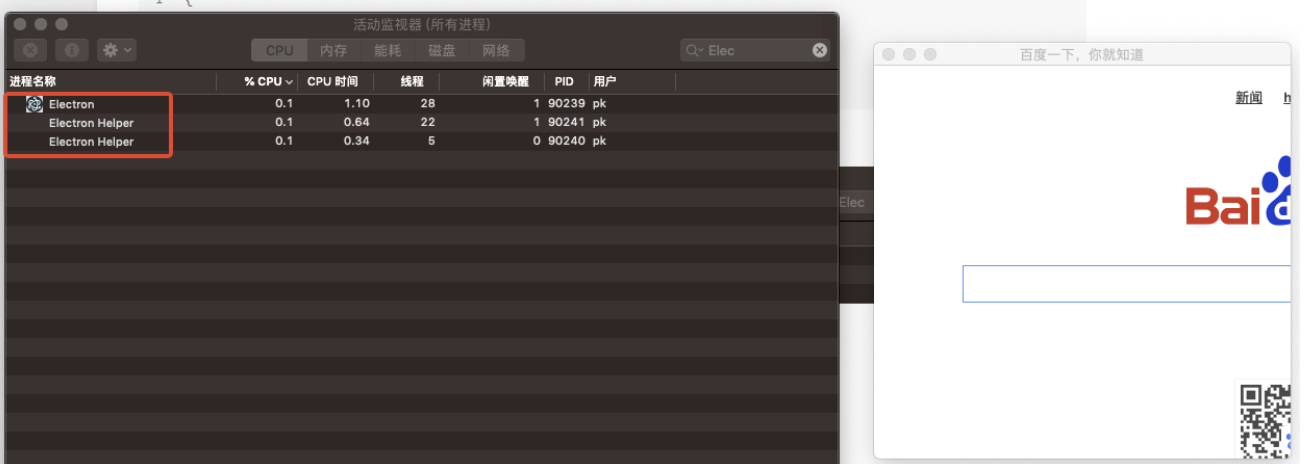 1 {
活动监视器 (所有进程)
CPU 内存 能耗 磁盘 网络
Elec
进程名称 % CPU CPU 时间 线程 闲置唤醒 PID 用户
Electron 0.1 1.10 28 1 90239 pk
Electron Helper 0.1 0.64 22 1 90241 pk
Electron Helper 0.1 0.34 5 0 90240 pk
Elec
百度一下，你就知道
新闻 h
Bai